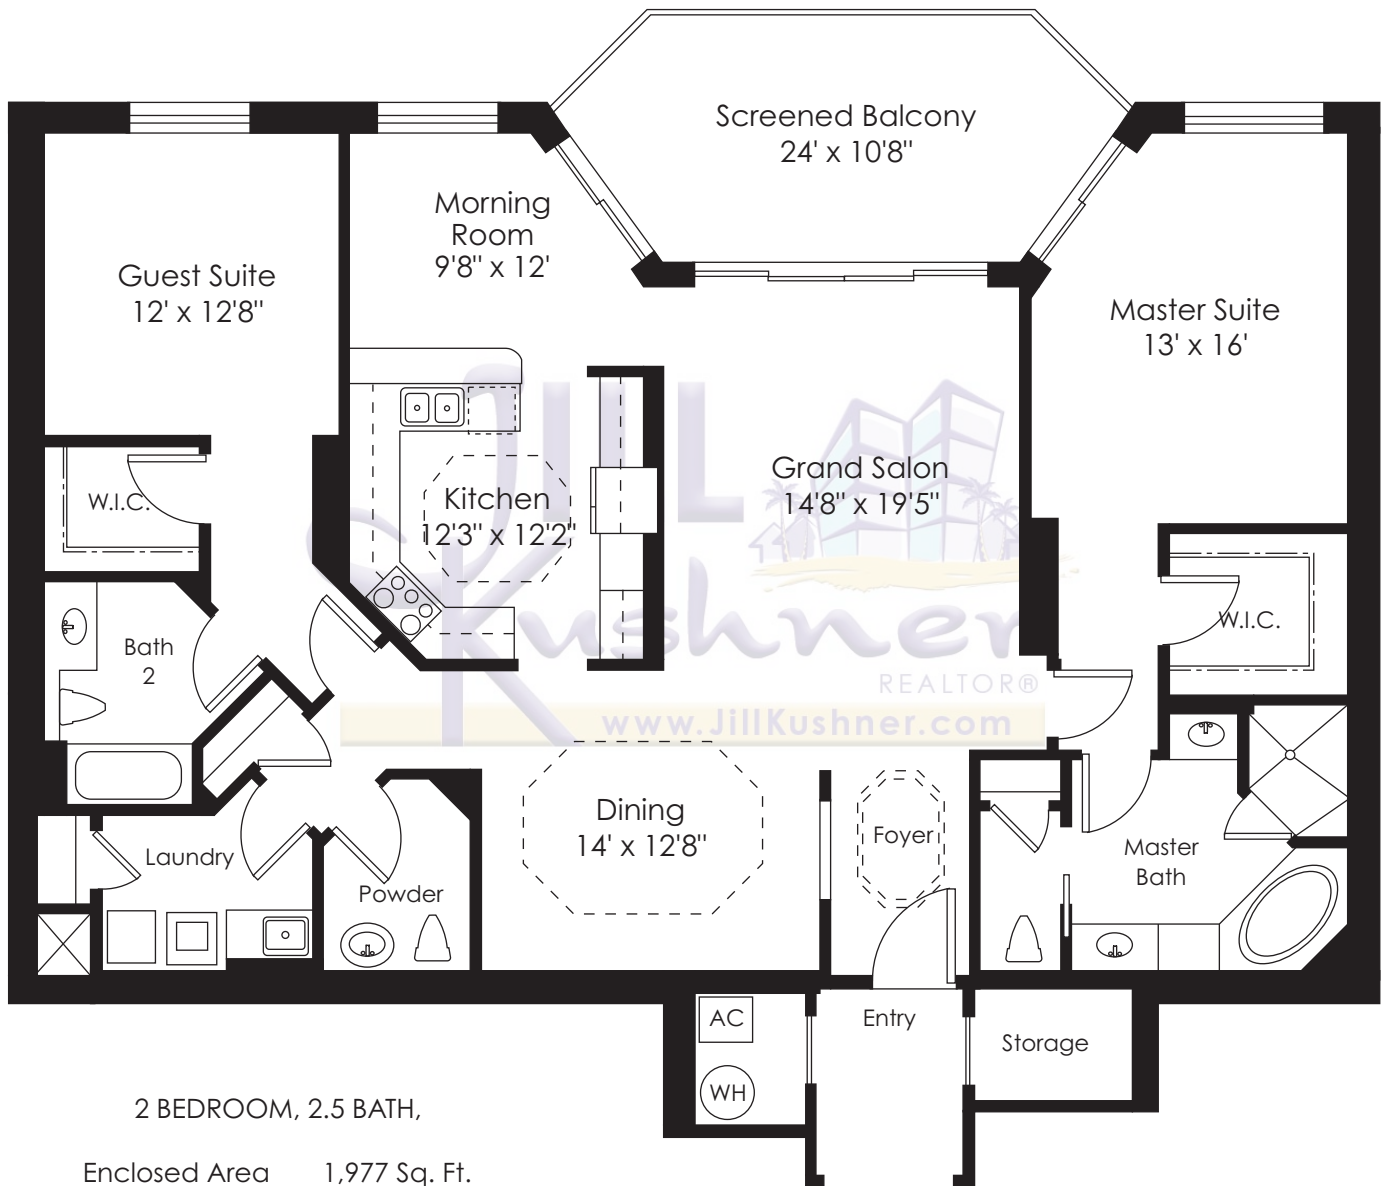 Screened Balcony
24' x 10'8"
Morning
Room
9'8" x 12'
Guest Suite
12' x 12'8"
Master Suite
13' x 16'
Grand Salon
14'8" x 19'5"
Kitchen
12'3" x 12'2"
W.I.C.
W.I.C.
JILL
Kushner
REALTOR®
www.JillKushner.com
Bath
2
Dining
14' x 12'8"
Foyer
Laundry
Powder
Master
Bath
AC
WH
Entry
Storage
2 BEDROOM, 2.5 BATH,
Enclosed Area 1,977 Sq. Ft.